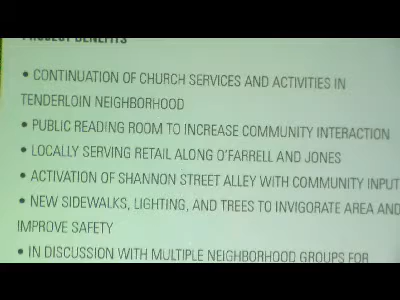 PROJECT BENEFITS
• CONTINUATION OF CHURCH SERVICES AND ACTIVITIES IN
TENDERLOIN NEIGHBORHOOD
• PUBLIC READING ROOM TO INCREASE COMMUNITY INTERACTION
• LOCALLY SERVING RETAIL ALONG O'FARRELL AND JONES
• ACTIVATION OF SHANNON STREET ALLEY WITH COMMUNITY INPUT
• NEW SIDEWALKS, LIGHTING, AND TREES TO INVIGORATE AREA AND
IMPROVE SAFETY
• IN DISCUSSION WITH MULTIPLE NEIGHBORHOOD GROUPS FOR